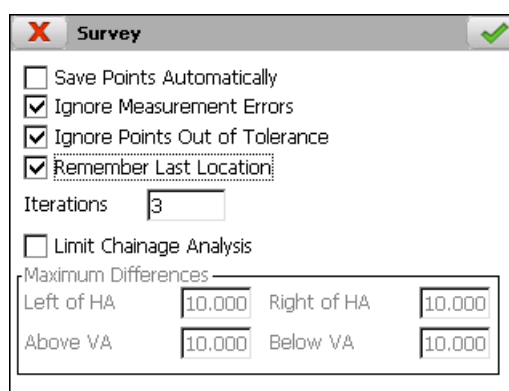 Survey
Save Points Automatically
Ignore Measurement Errors
Ignore Points Out of Tolerance
Remember Last Location
Iterations 3
Limit Chainage Analysis
Maximum Differences
Left of HA 10.000 Right of HA 10.000
Above VA 10.000 Below VA 10.000